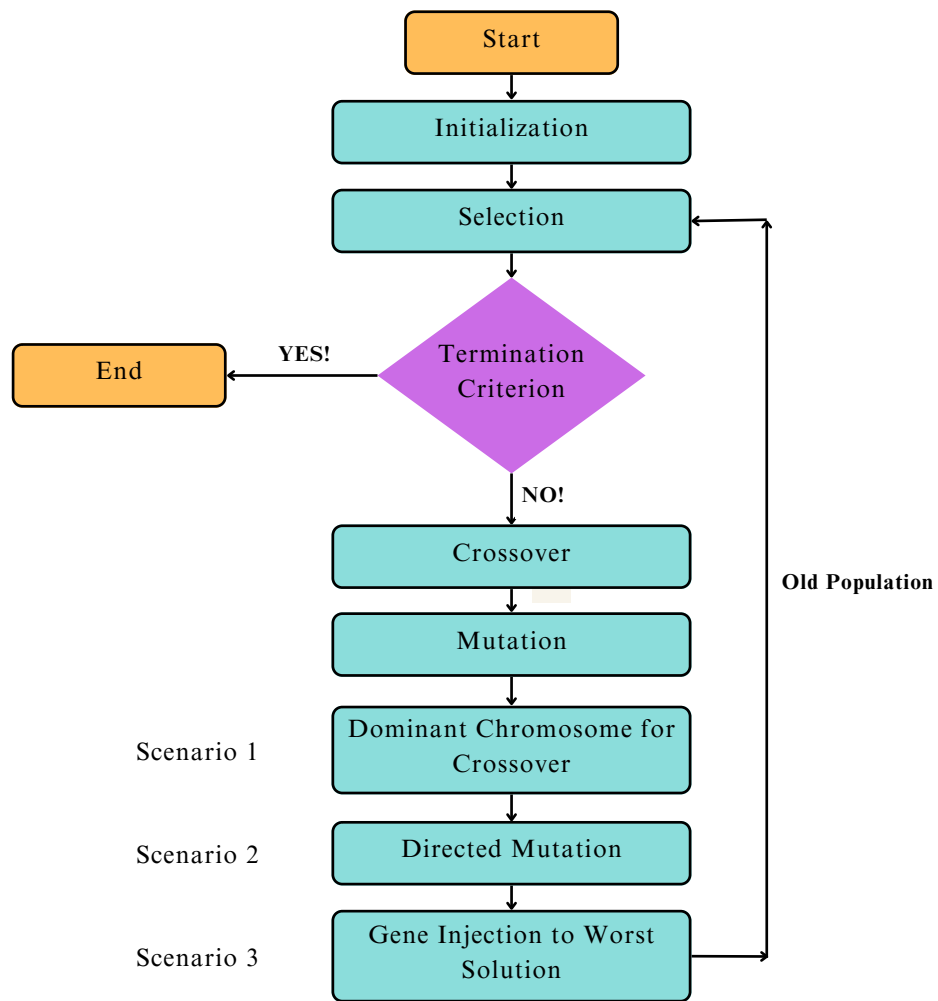 Start
Initialization
Selection
Termination
Criterion
YES!
End
NO!
Crossover
Old Population
Mutation
Scenario 1
Dominant Chromosome for
Crossover
Scenario 2
Directed Mutation
Scenario 3
Gene Injection to Worst
Solution